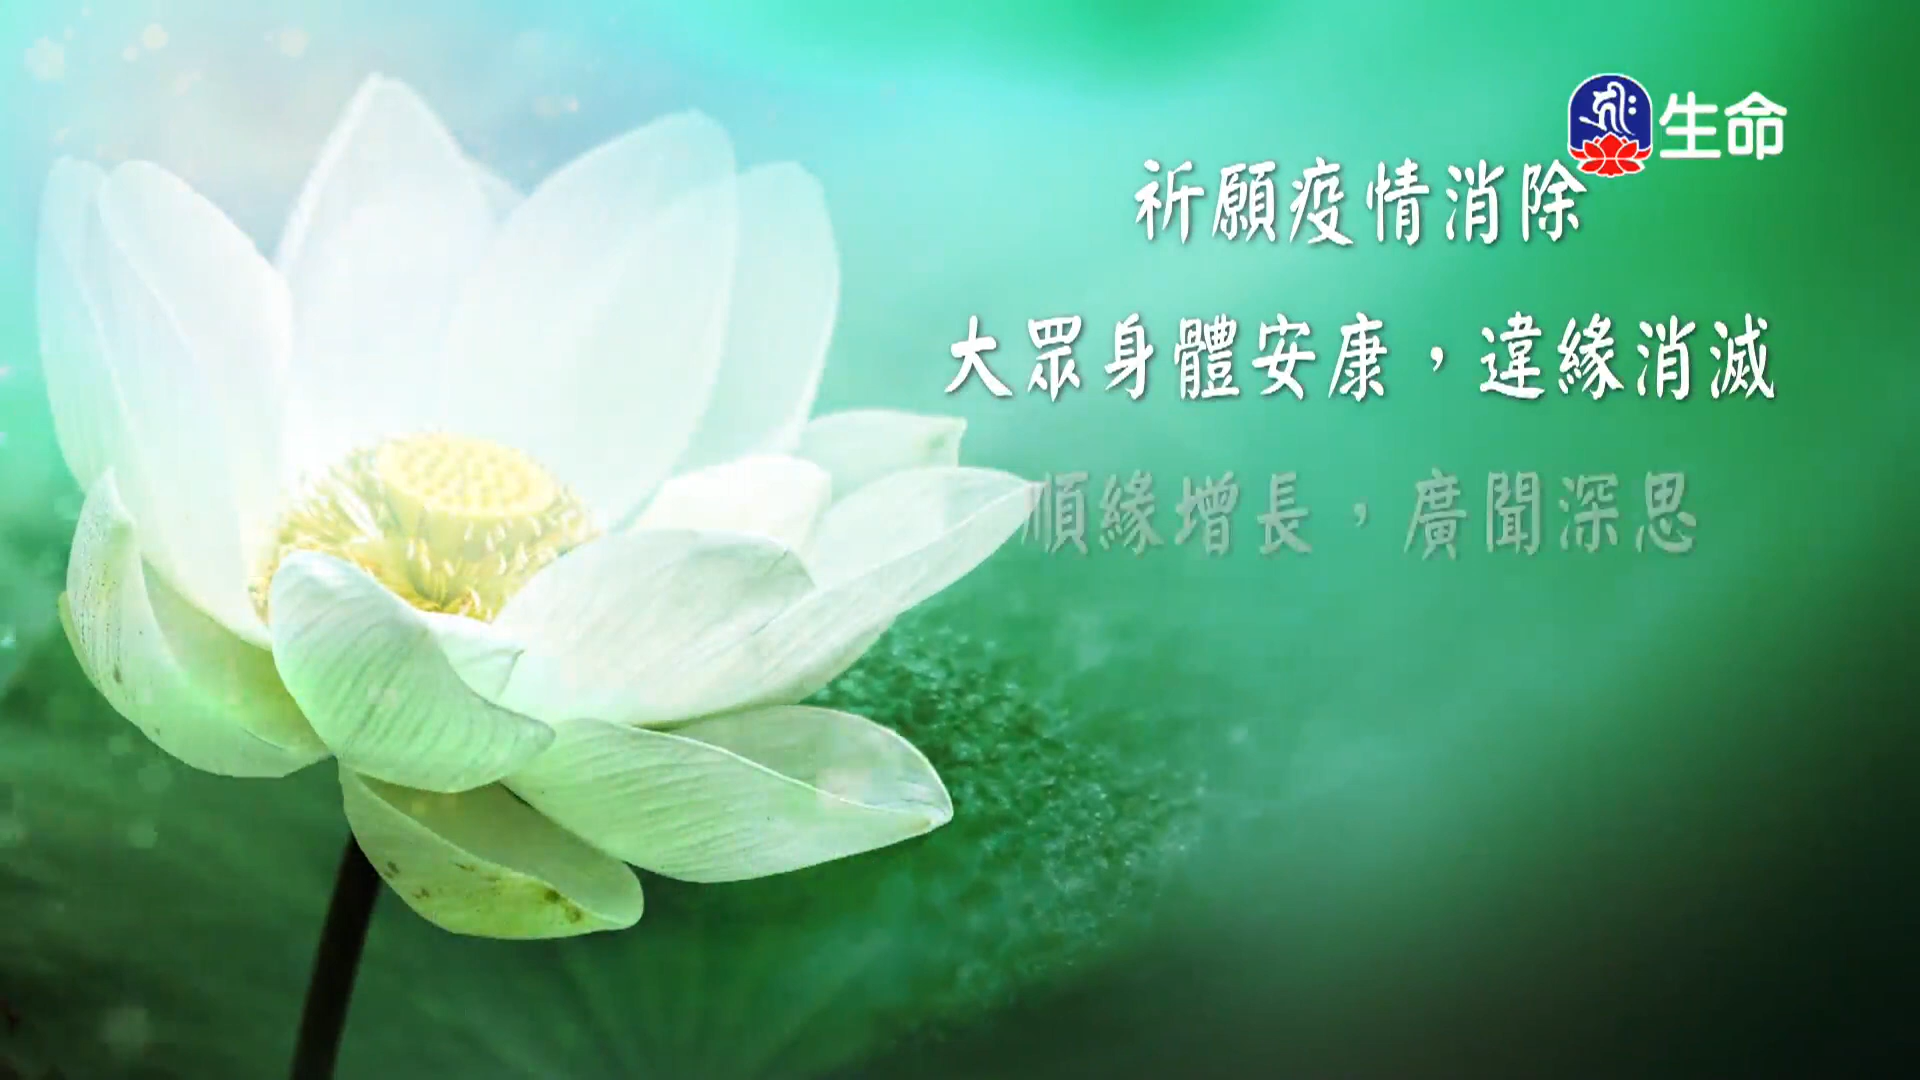 生命
祈願疫情消除
大眾身體安康，違緣消滅
順緣增長，廣聞深思